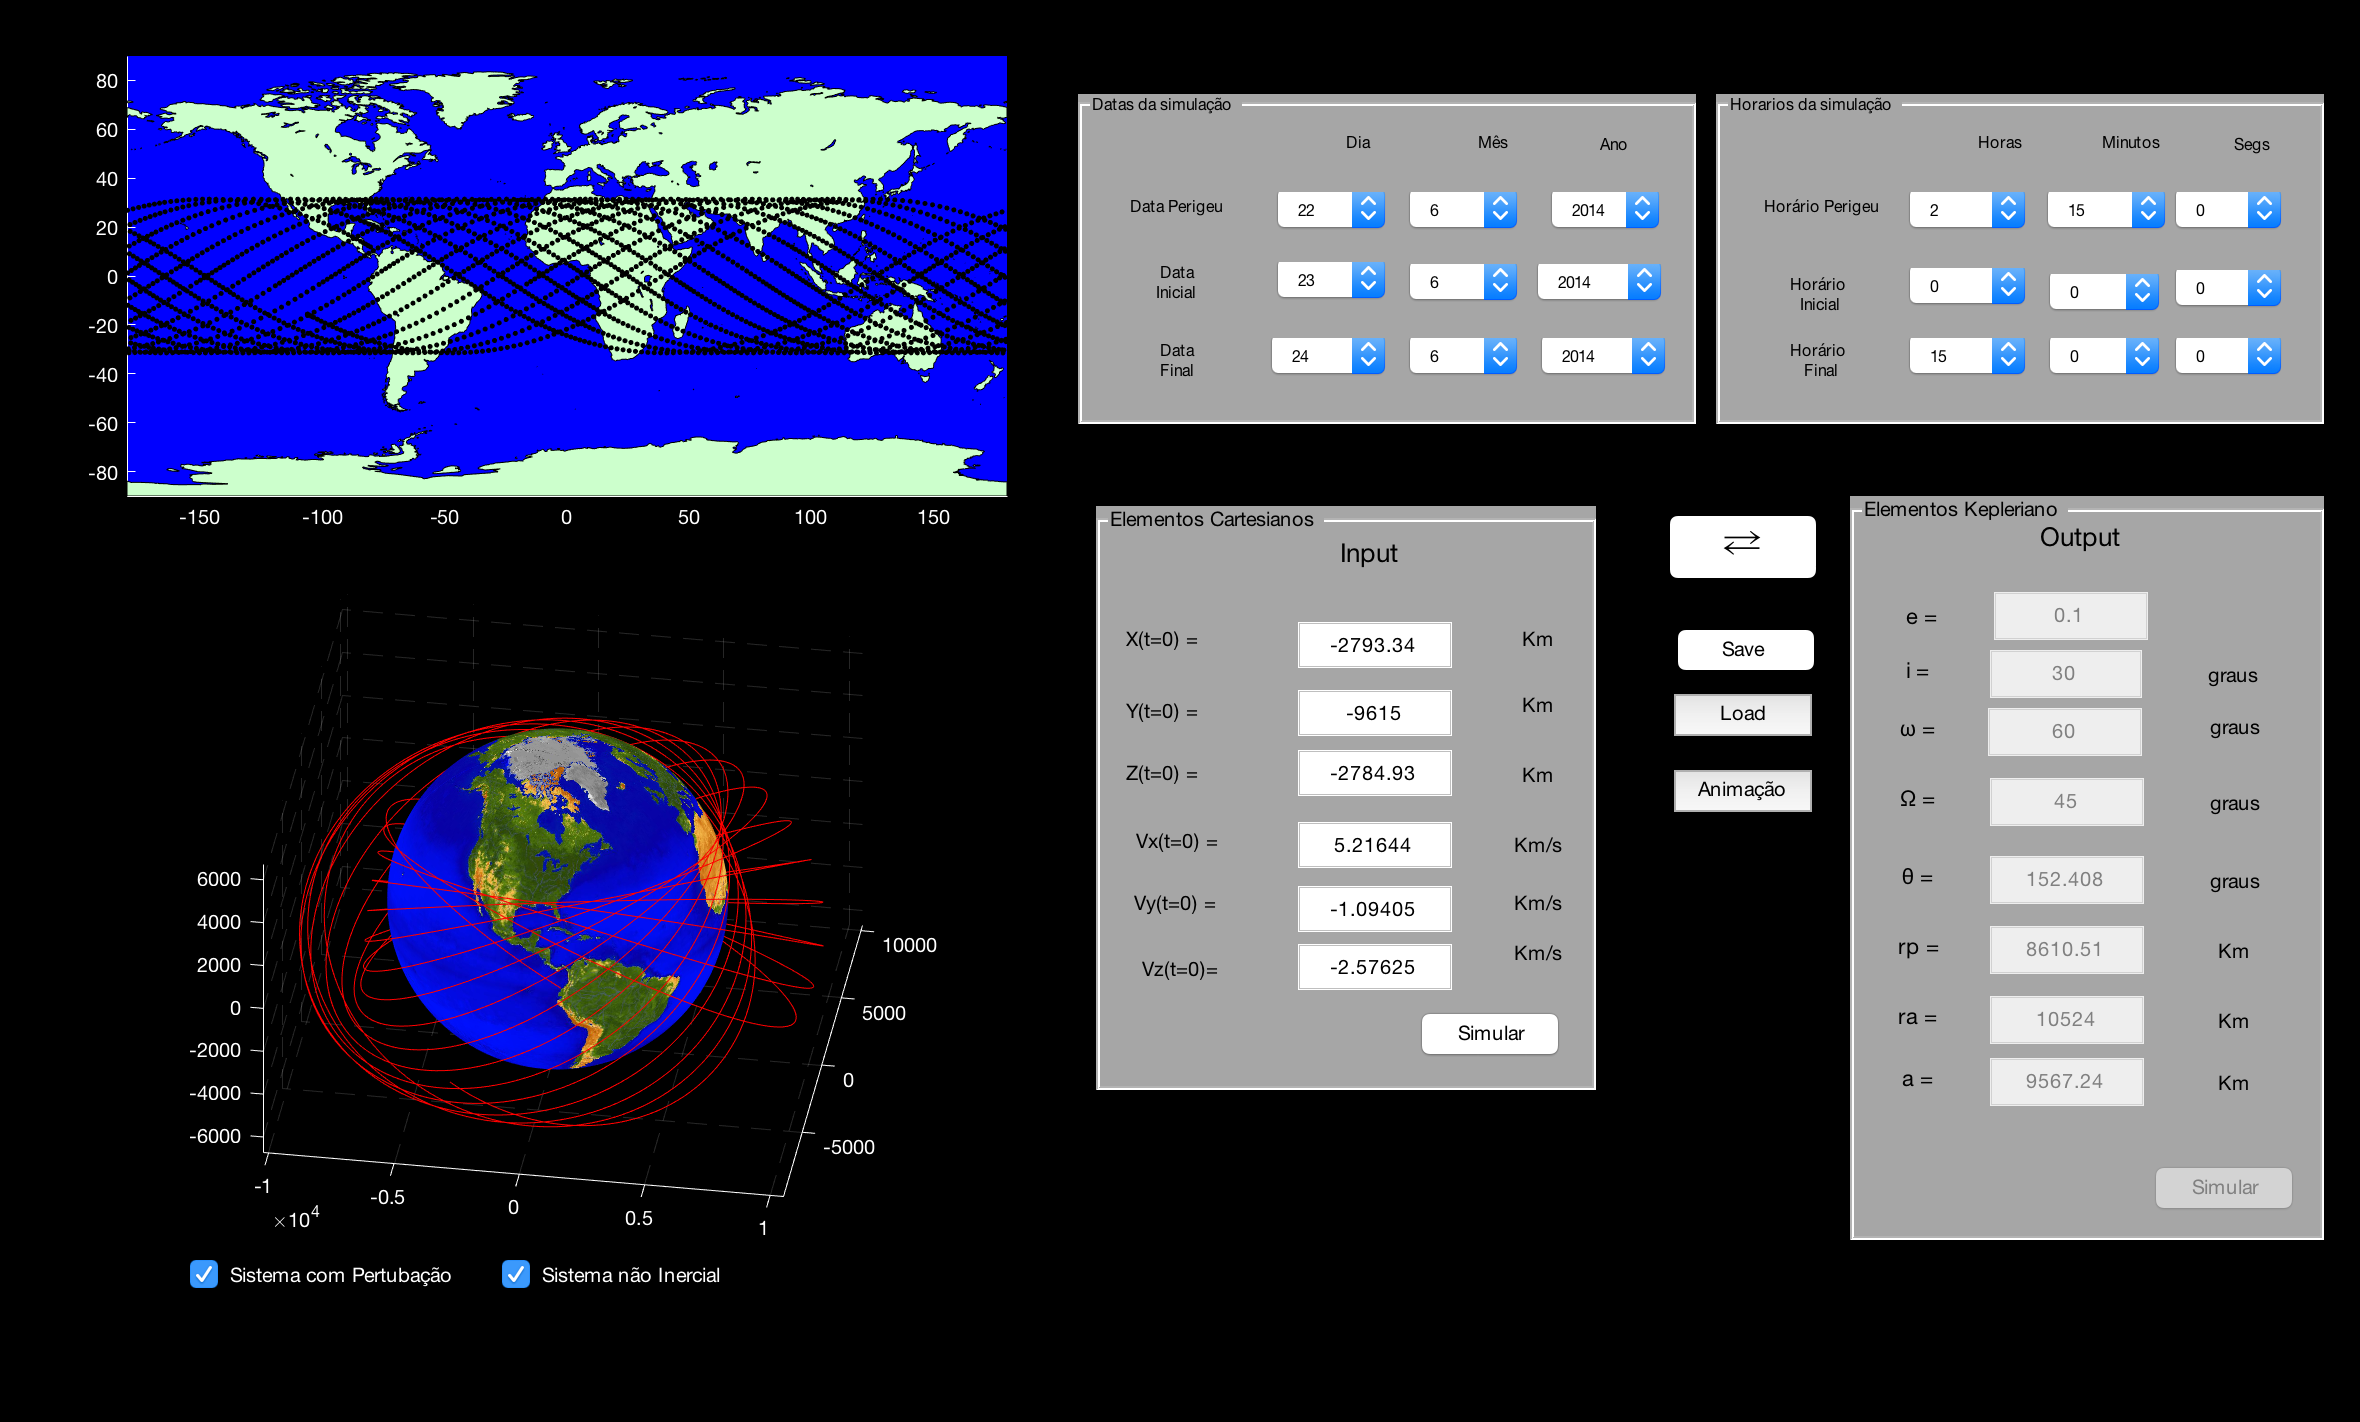 80
60
40
20
0
-20
-40
-60
-80
-150 -100 -50 0 50 100 150
Datas da simulação
Dia Mês Ano
Data Perigeu 22 6 2014
Data
Inicial 23 6 2014
Data
Final 24 6 2014
Horarios da simulação
Horas Minutos Segs
Horário Perigeu 2 15 0
Horário
Inicial 0 0 0
Horário
Final 15 0 0
Elementos Cartesianos
Input
X(t=0) = -2793.34 Km
Y(t=0) = -9615 Km
Z(t=0) = -2784.93 Km
Vx(t=0) = 5.21644 Km/s
Vy(t=0) = -1.09405 Km/s
Vz(t=0)= -2.57625 Km/s
Simular
⇄
Save
Load
Animação
Elementos Kepleriano
Output
e = 0.1
i = 30 graus
ω = 60 graus
Ω = 45 graus
θ = 152.408 graus
rp = 8610.51 Km
ra = 10524 Km
a = 9567.24 Km
Simular
6000
4000
2000
0
-2000
-4000
-6000
10000
5000
0
-5000
-1 -0.5 0 0.5 1
×10^4
Sistema com Pertubação Sistema não Inercial